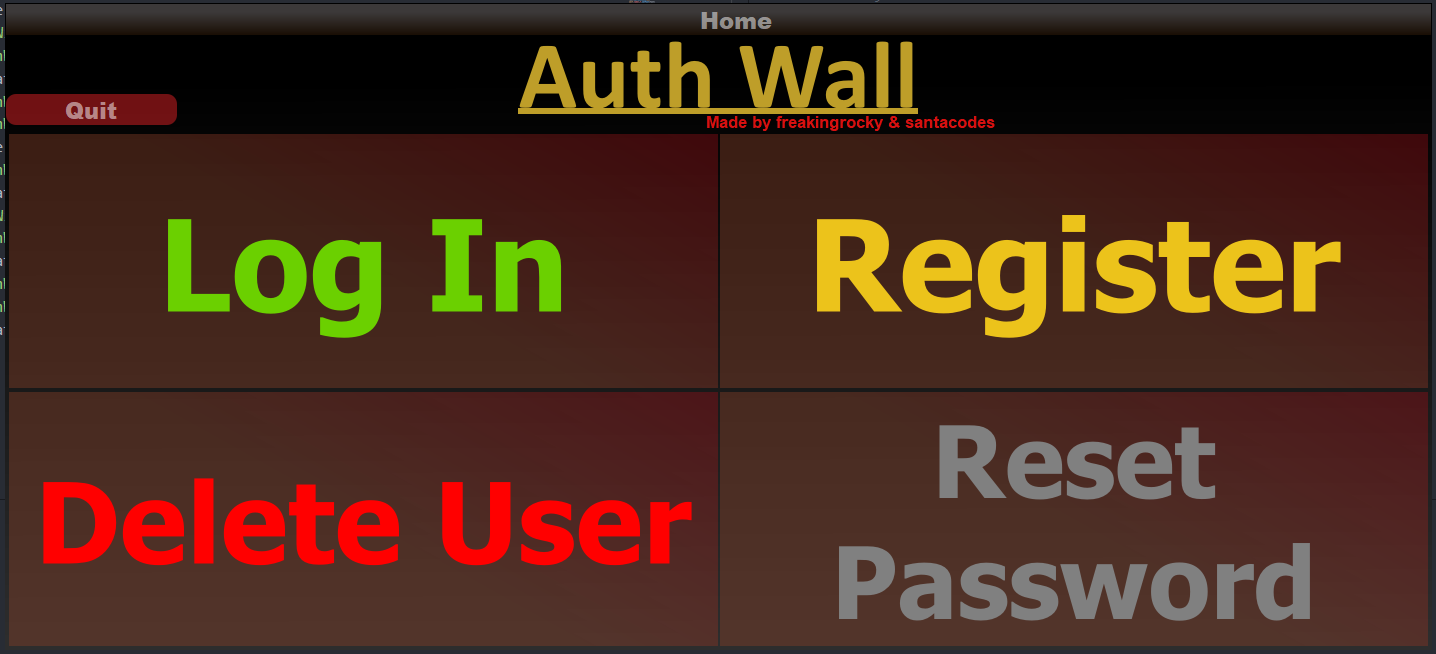 Home
Auth Wall
Quit
Made by freakingrocky & santacodes
Log In
Register
Delete User
Reset
Password